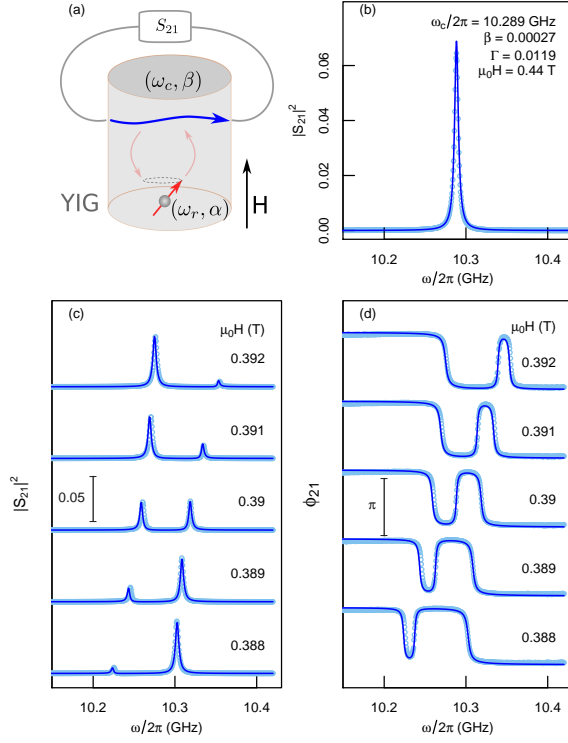 (a)
S₂₁
(ω_c, β)
YIG
(ω_r, α)
H
(b)
ω_c/2π = 10.289 GHz
β = 0.00027
Γ = 0.0119
μ₀H = 0.44 T
|S₂₁|²
0.00 0.02 0.04 0.06
10.2 10.3 10.4
ω/2π (GHz)
(c)
μ₀H (T)
0.392
0.391
0.05
0.39
0.389
0.388
|S₂₁|²
10.2 10.3 10.4
ω/2π (GHz)
(d)
μ₀H (T)
0.392
0.391
π
0.39
0.389
0.388
ϕ₂₁
10.2 10.3 10.4
ω/2π (GHz)